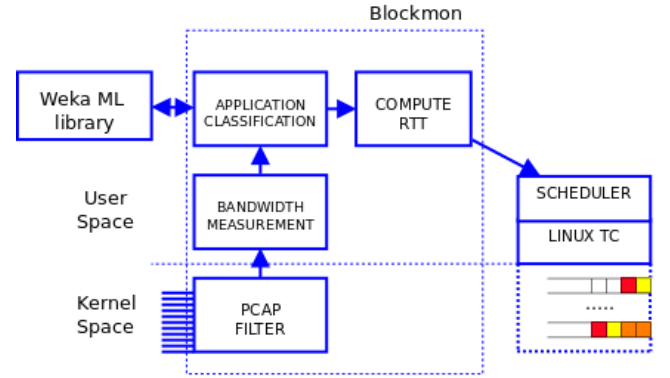 Blockmon
Weka ML
library
APPLICATION
CLASSIFICATION
COMPUTE
RTT
User
Space
BANDWIDTH
MEASUREMENT
SCHEDULER
LINUX TC
Kernel
Space
PCAP
FILTER
.....